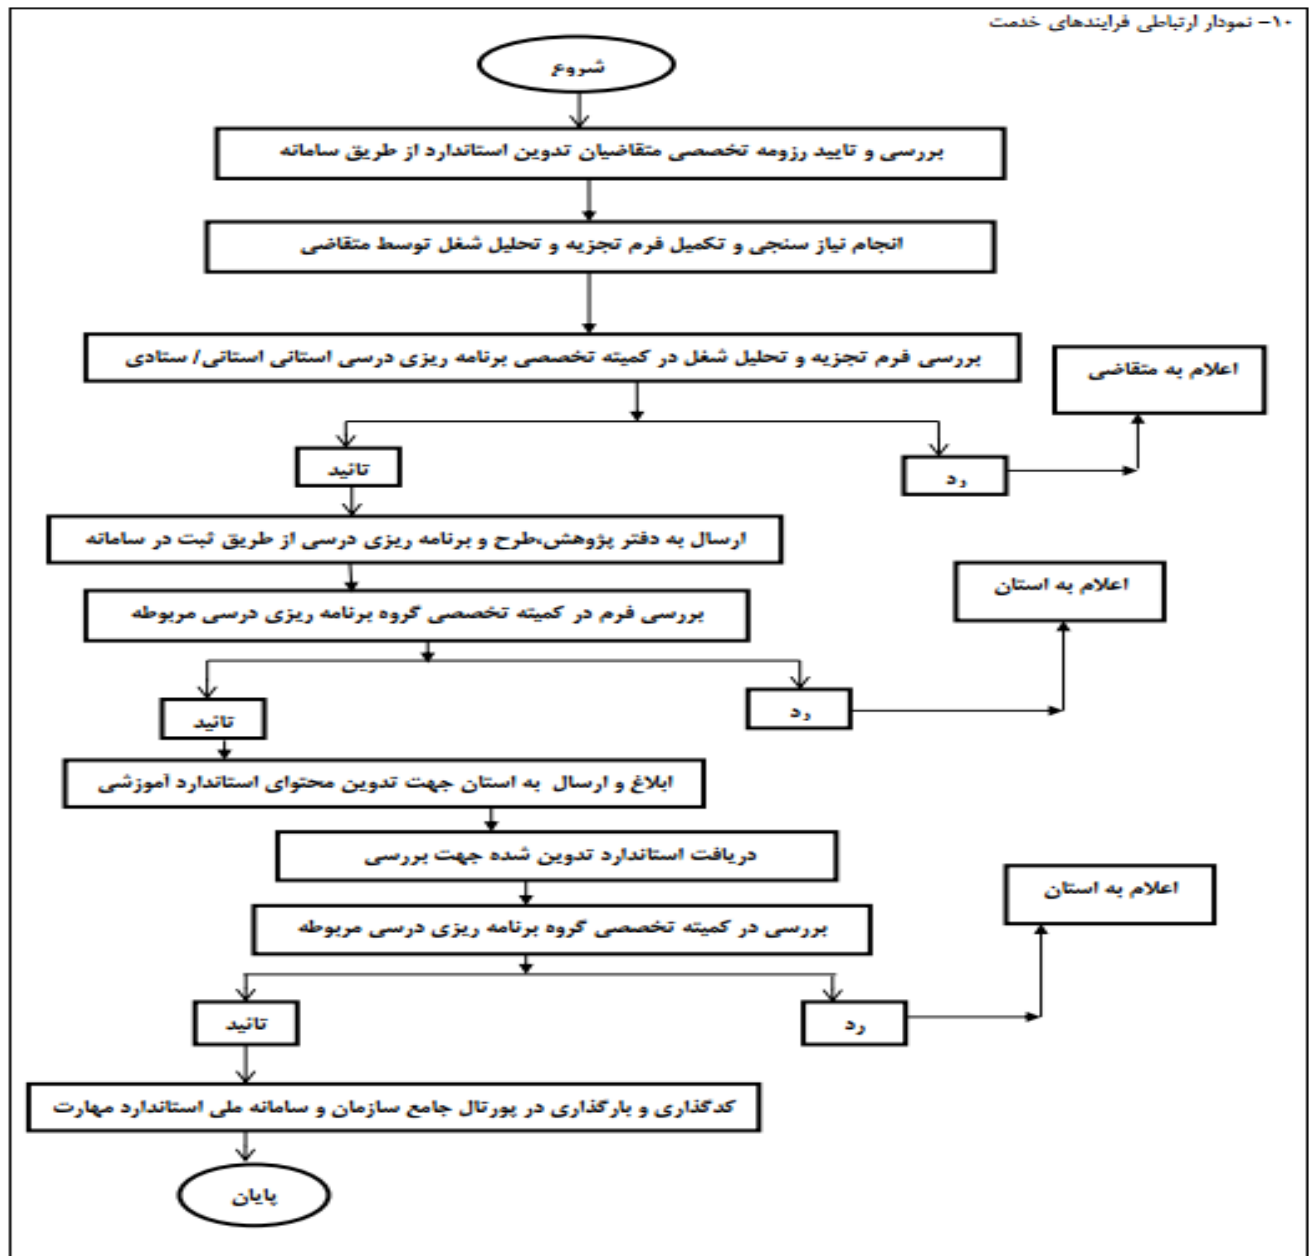 ۱۰- نمودار ارتباطی فرایندهای خدمت
شروع
بررسی و تایید رزومه تخصصی متقاضیان تدوین استاندارد از طریق سامانه
انجام نیاز سنجی و تکمیل فرم تجزیه و تحلیل شغل توسط متقاضی
بررسی فرم تجزیه و تحلیل شغل در کمیته تخصصی برنامه ریزی درسی استانی استانی/ ستادی
اعلام به متقاضی
تائید
رد
ارسال به دفتر پژوهش،طرح و برنامه ریزی درسی از طریق ثبت در سامانه
اعلام به استان
بررسی فرم در کمیته تخصصی گروه برنامه ریزی درسی مربوطه
تائید
رد
ابلاغ و ارسال به استان جهت تدوین محتوای استاندارد آموزشی
دریافت استاندارد تدوین شده جهت بررسی
اعلام به استان
بررسی در کمیته تخصصی گروه برنامه ریزی درسی مربوطه
تائید
رد
کدگذاری و بارگذاری در پورتال جامع سازمان و سامانه ملی استاندارد مهارت
پایان